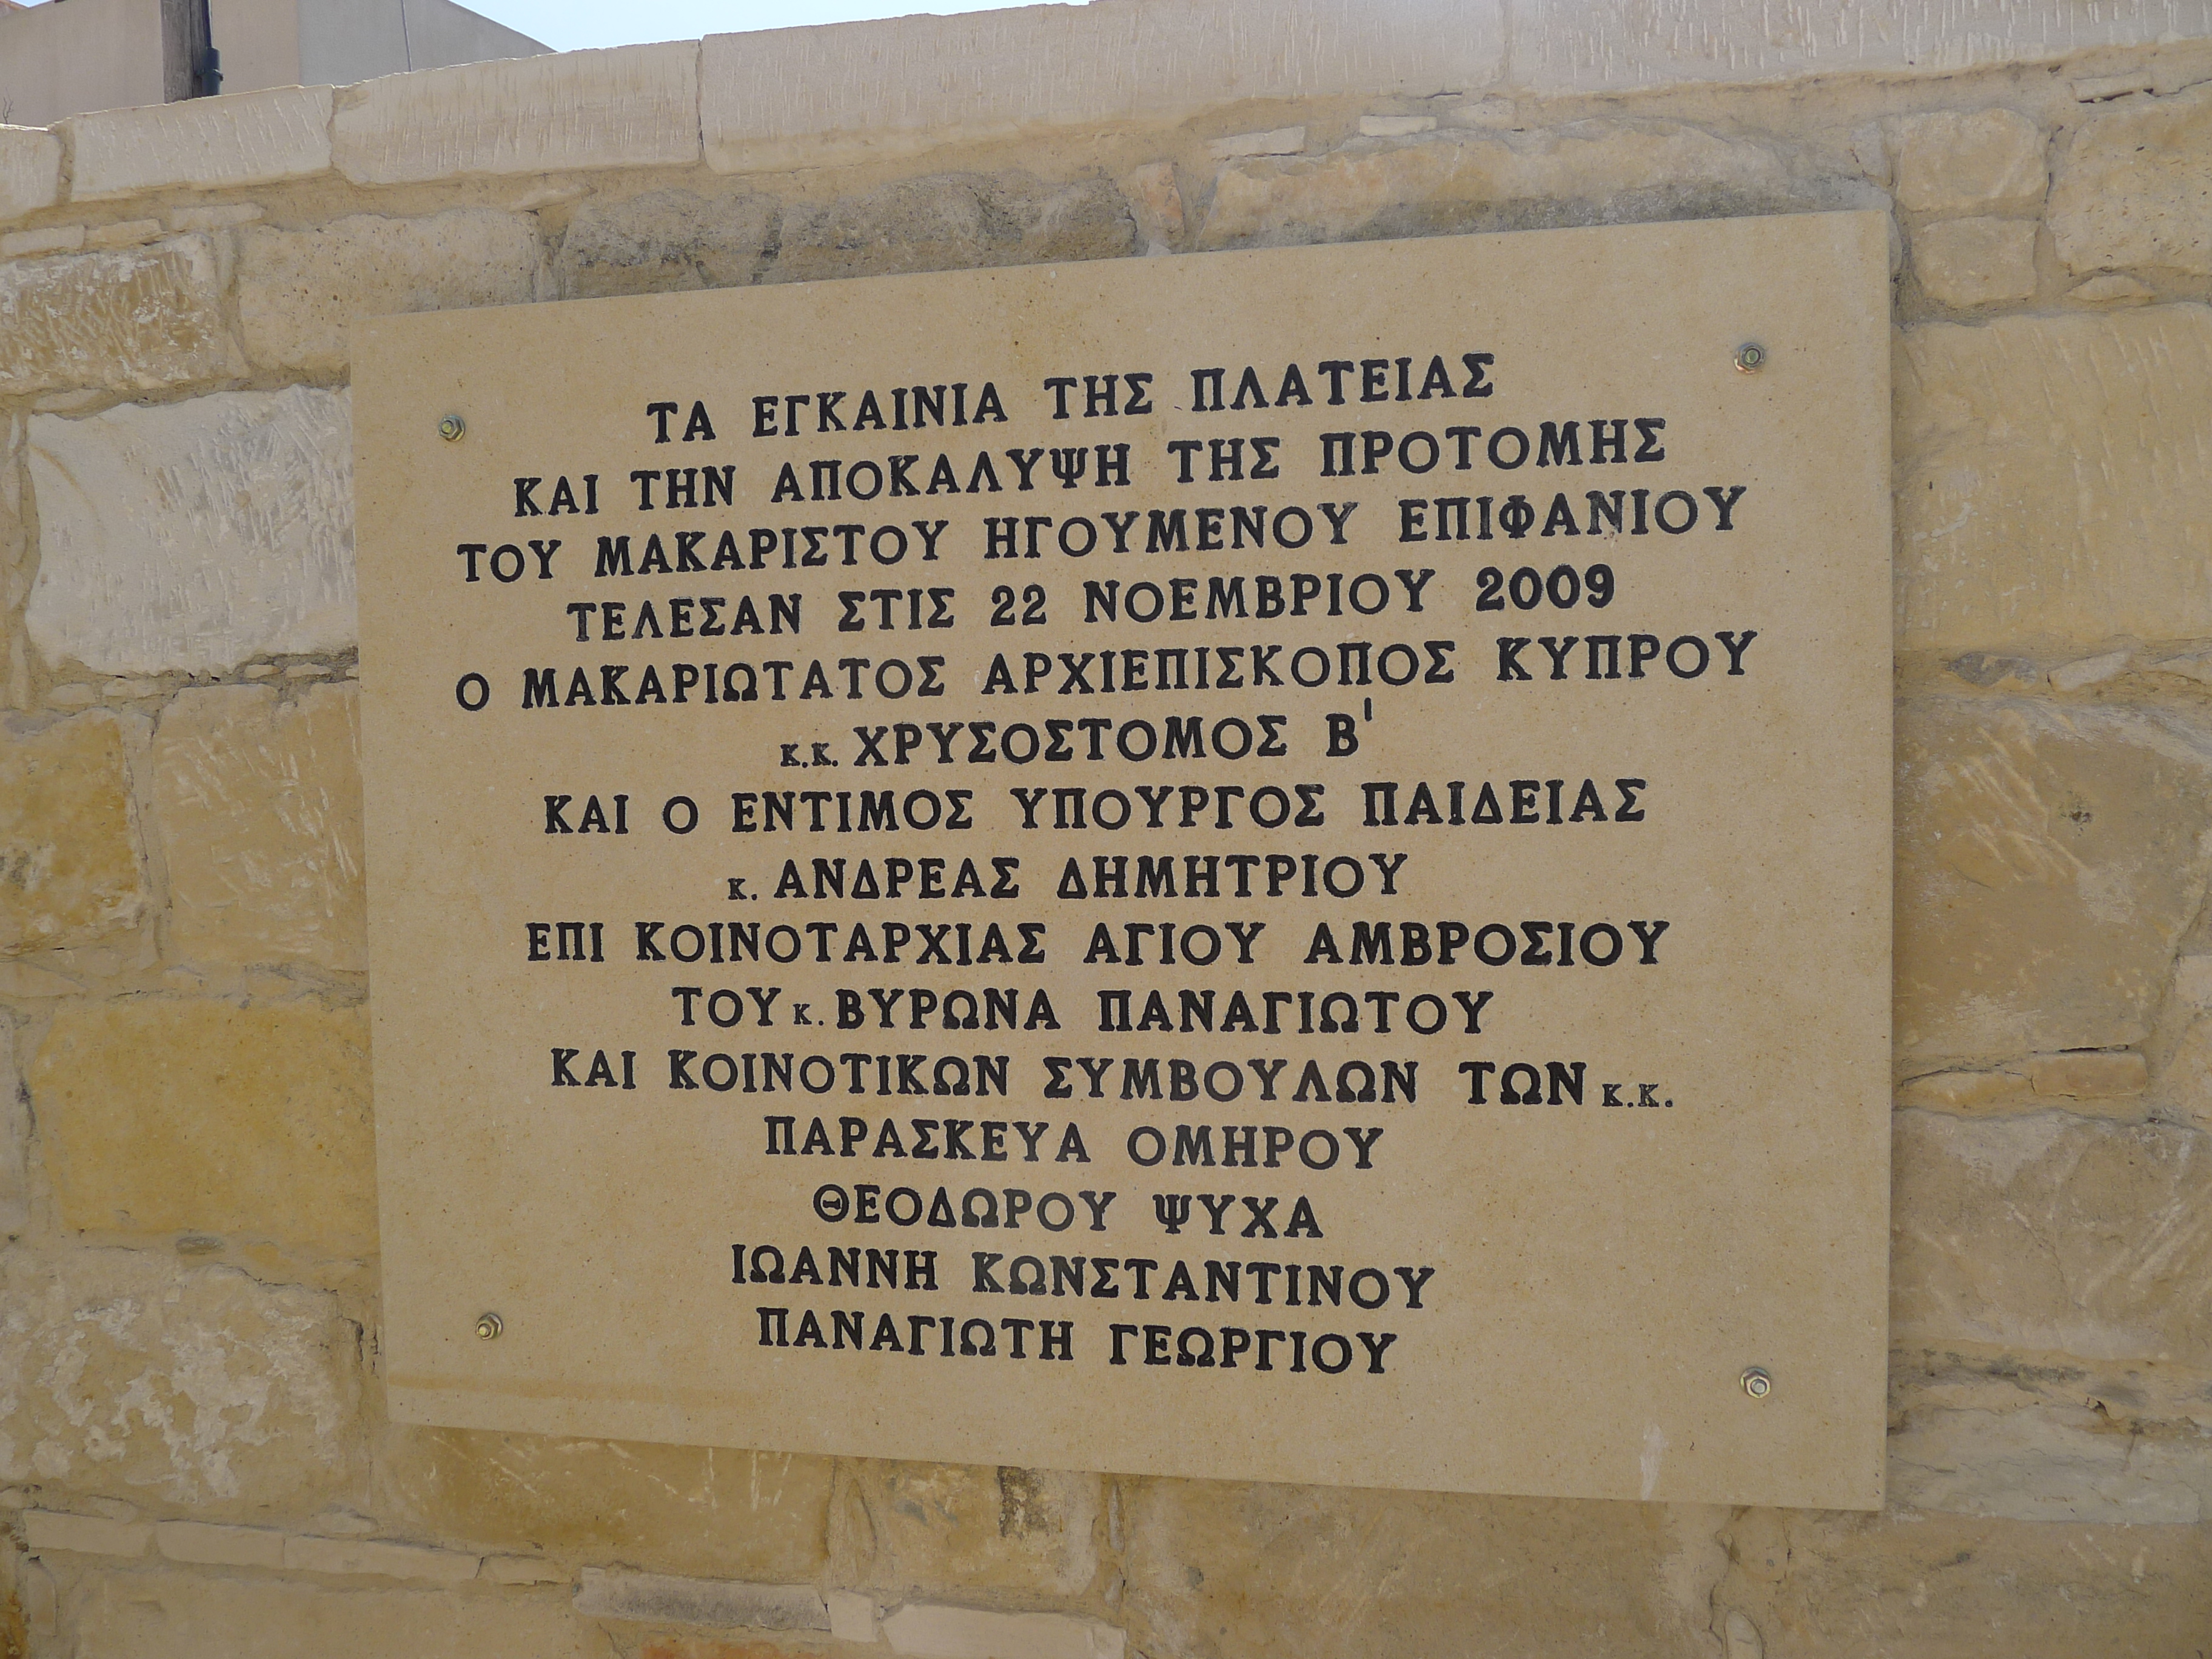 ΤΑ ΕΓΚΑΙΝΙΑ ΤΗΣ ΠΛΑΤΕΙΑΣ
ΚΑΙ ΤΗΝ ΑΠΟΚΑΛΥΨΗ ΤΗΣ ΠΡΟΤΟΜΗΣ
ΤΟΥ ΜΑΚΑΡΙΣΤΟΥ ΗΓΟΥΜΕΝΟΥ ΕΠΙΦΑΝΙΟΥ
ΤΕΛΕΣΑΝ ΣΤΙΣ 22 ΝΟΕΜΒΡΙΟΥ 2009
Ο ΜΑΚΑΡΙΩΤΑΤΟΣ ΑΡΧΙΕΠΙΣΚΟΠΟΣ ΚΥΠΡΟΥ
κ.κ. ΧΡΥΣΟΣΤΟΜΟΣ Β'
ΚΑΙ Ο ΕΝΤΙΜΟΣ ΥΠΟΥΡΓΟΣ ΠΑΙΔΕΙΑΣ
κ. ΑΝΔΡΕΑΣ ΔΗΜΗΤΡΙΟΥ
ΕΠΙ ΚΟΙΝΟΤΑΡΧΙΑΣ ΑΓΙΟΥ ΑΜΒΡΟΣΙΟΥ
ΤΟΥ κ. ΒΥΡΩΝΑ ΠΑΝΑΓΙΩΤΟΥ
ΚΑΙ ΚΟΙΝΟΤΙΚΩΝ ΣΥΜΒΟΥΛΩΝ ΤΩΝ κ.κ.
ΠΑΡΑΣΚΕΥΑ ΟΜΗΡΟΥ
ΘΕΟΔΩΡΟΥ ΨΥΧΑ
ΙΩΑΝΝΗ ΚΩΝΣΤΑΝΤΙΝΟΥ
ΠΑΝΑΓΙΩΤΗ ΓΕΩΡΓΙΟΥ